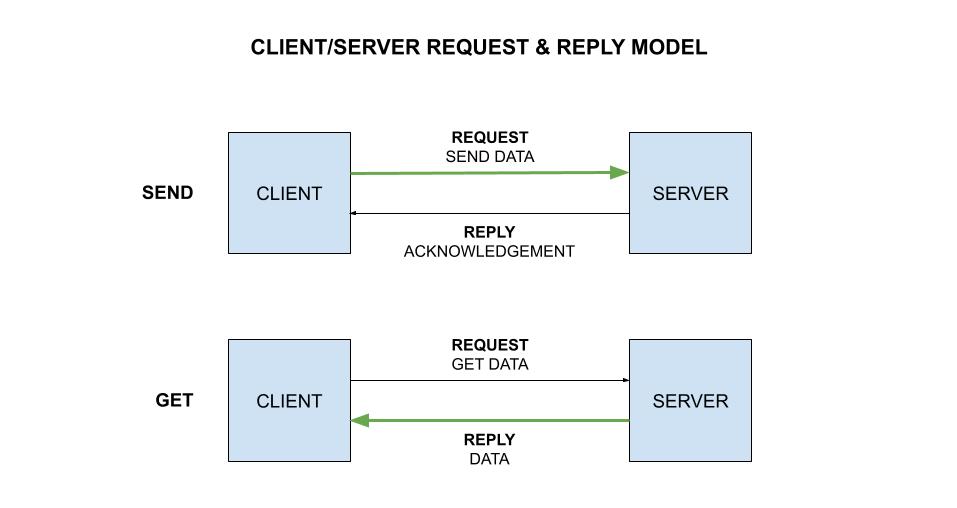 CLIENT/SERVER REQUEST & REPLY MODEL
REQUEST
SEND DATA
SEND
CLIENT
SERVER
REPLY
ACKNOWLEDGEMENT
REQUEST
GET DATA
GET
CLIENT
SERVER
REPLY
DATA